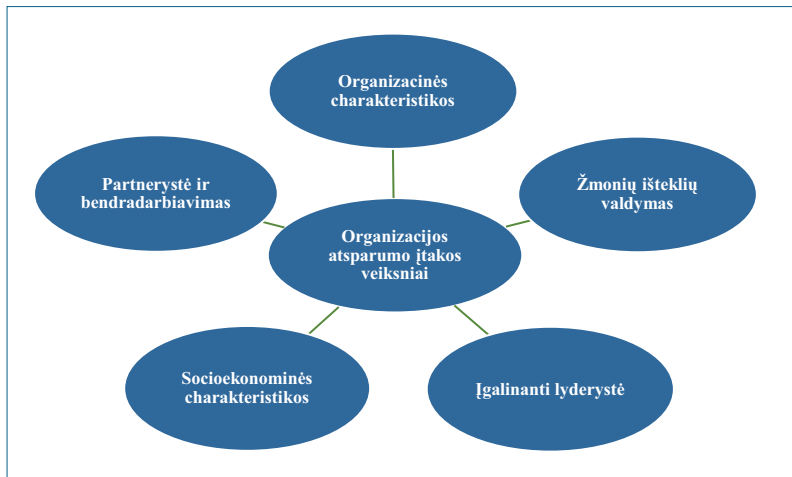 Organizacinės
charakteristikos
Partnerystė ir
bendradarbiavimas
Žmonių išteklių
valdymas
Organizacijos
atsparumo įtakos
veiksniai
Socioekonominės
charakteristikos
Įgalinanti lyderystė